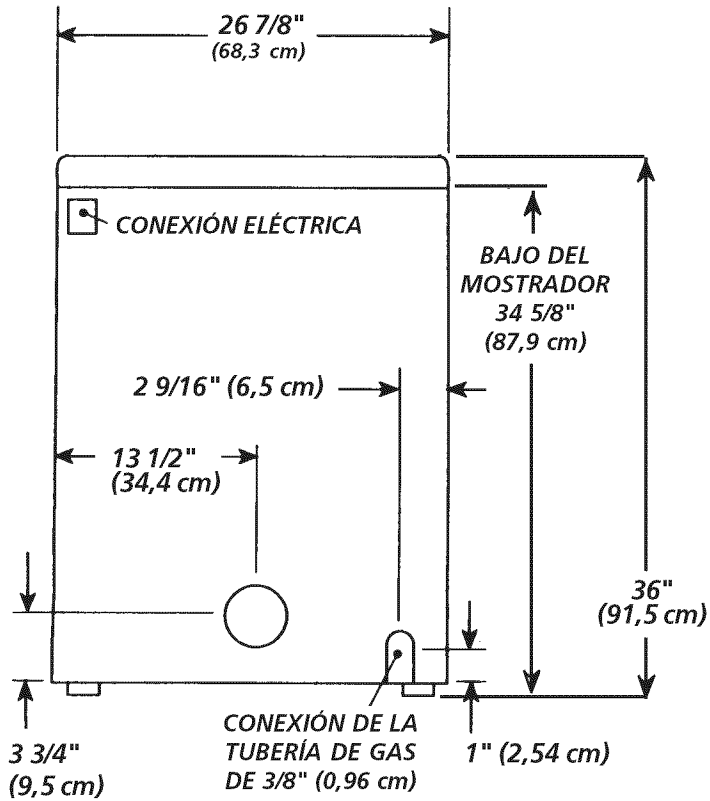 26 7/8"
(68,3 cm)
CONEXIÓN ELÉCTRICA
BAJO DEL
MOSTRADOR
34 5/8"
(87,9 cm)
2 9/16" (6,5 cm)
13 1/2"
(34,4 cm)
36"
(91,5 cm)
3 3/4"
(9,5 cm)
CONEXIÓN DE LA
TUBERÍA DE GAS
DE 3/8" (0,96 cm)
1" (2,54 cm)